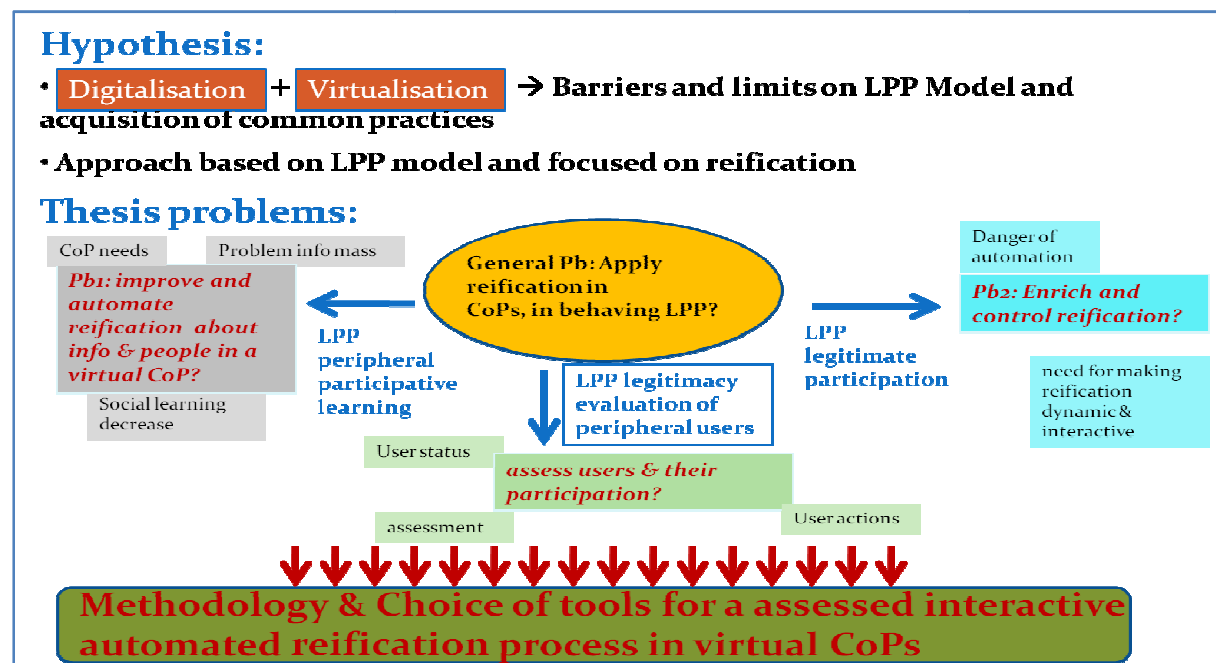 Hypothesis:
• Digitalisation + Virtualisation → Barriers and limits on LPP Model and
acquisition of common practices
• Approach based on LPP model and focused on reification
Thesis problems:
CoP needs
Problem info mass
Pb1: improve and
automate
reification about
info & people in a
virtual CoP?
Social learning
decrease
LPP
peripheral
participative
learning
General Pb: Apply
reification in
CoPs, in behaving LPP?
LPP legitimacy
evaluation of
peripheral users
LPP
legitimate
participation
Danger of
automation
Pb2: Enrich and
control reification?
need for making
reification
dynamic &
interactive
User status
assess users & their
participation?
assessment
User actions
Methodology & Choice of tools for a assessed interactive
automated reification process in virtual CoPs